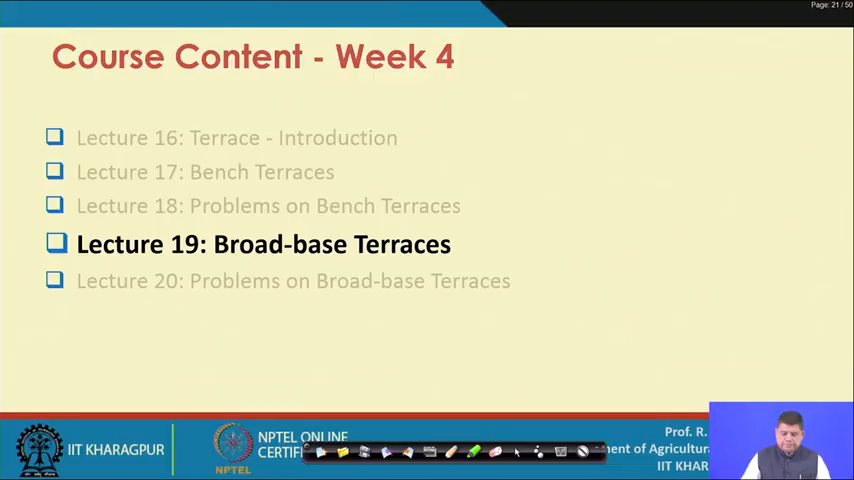 Page: 21 / 50
Course Content - Week 4
Lecture 16: Terrace - Introduction
Lecture 17: Bench Terraces
Lecture 18: Problems on Bench Terraces
Lecture 19: Broad-base Terraces
Lecture 20: Problems on Broad-base Terraces
IIT KHARAGPUR
NPTEL
NPTEL ONLINE
Prof. R.
of Agricultura
IIT KHAR